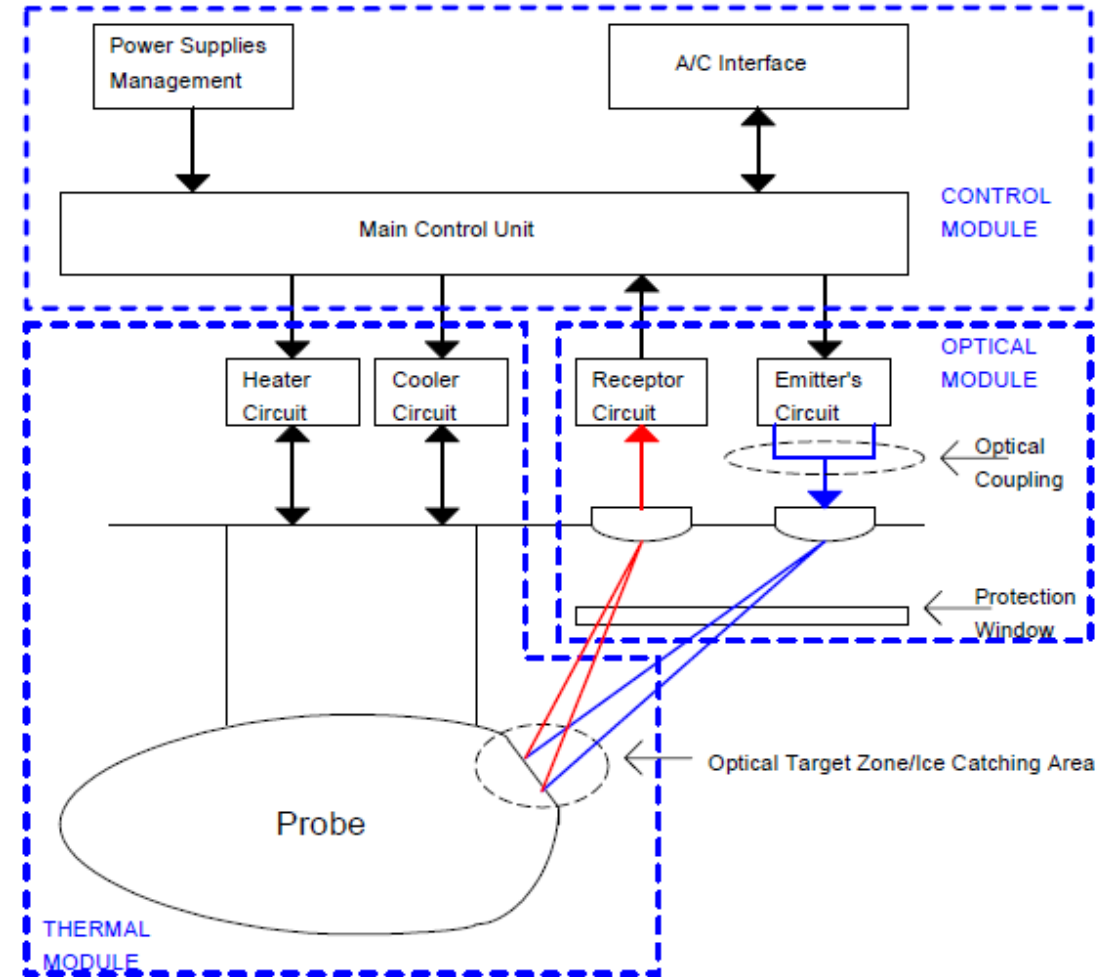 Power Supplies
Management
A/C Interface
Main Control Unit
CONTROL
MODULE
Heater
Circuit
Cooler
Circuit
Receptor
Circuit
Emitter's
Circuit
OPTICAL
MODULE
Optical
Coupling
Protection
Window
Optical Target Zone/Ice Catching Area
Probe
THERMAL
MODULE